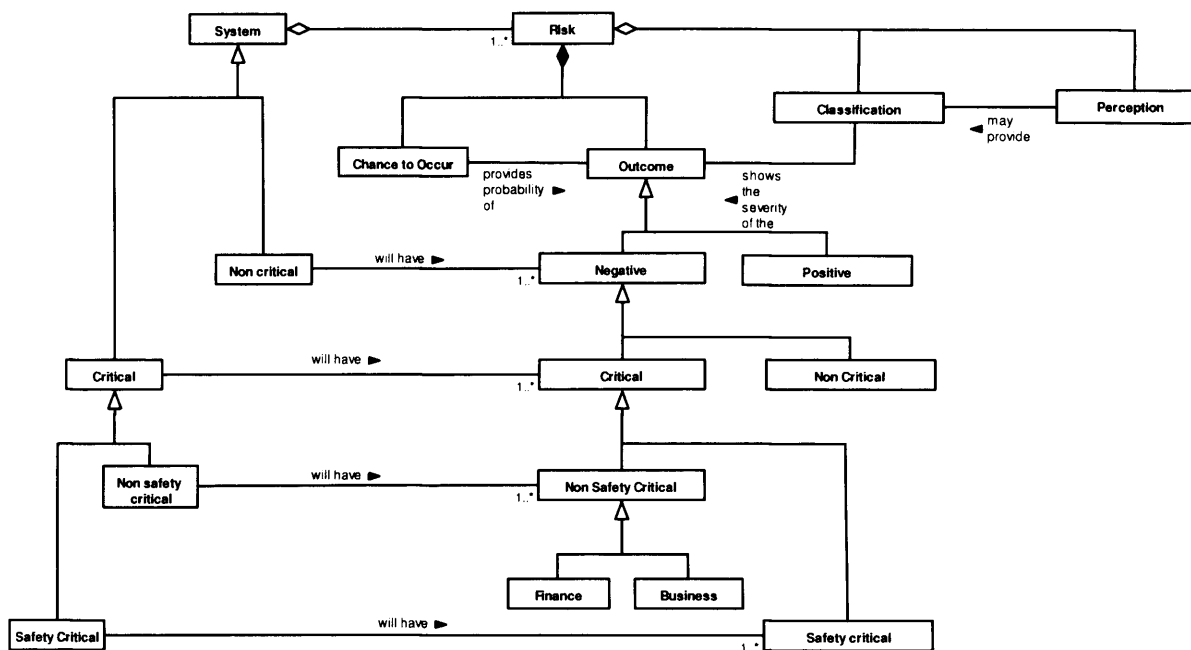 System
Risk
1..*
Classification
Perception
may
provide
Chance to Occur
Outcome
provides
probability
of
shows
the
severity
of the
Non critical
will have
Negative
1..*
Positive
Critical
will have
Critical
1..*
Non Critical
Non safety
critical
will have
Non Safety Critical
1..*
Finance
Business
Safety Critical
will have
Safety critical
1..*